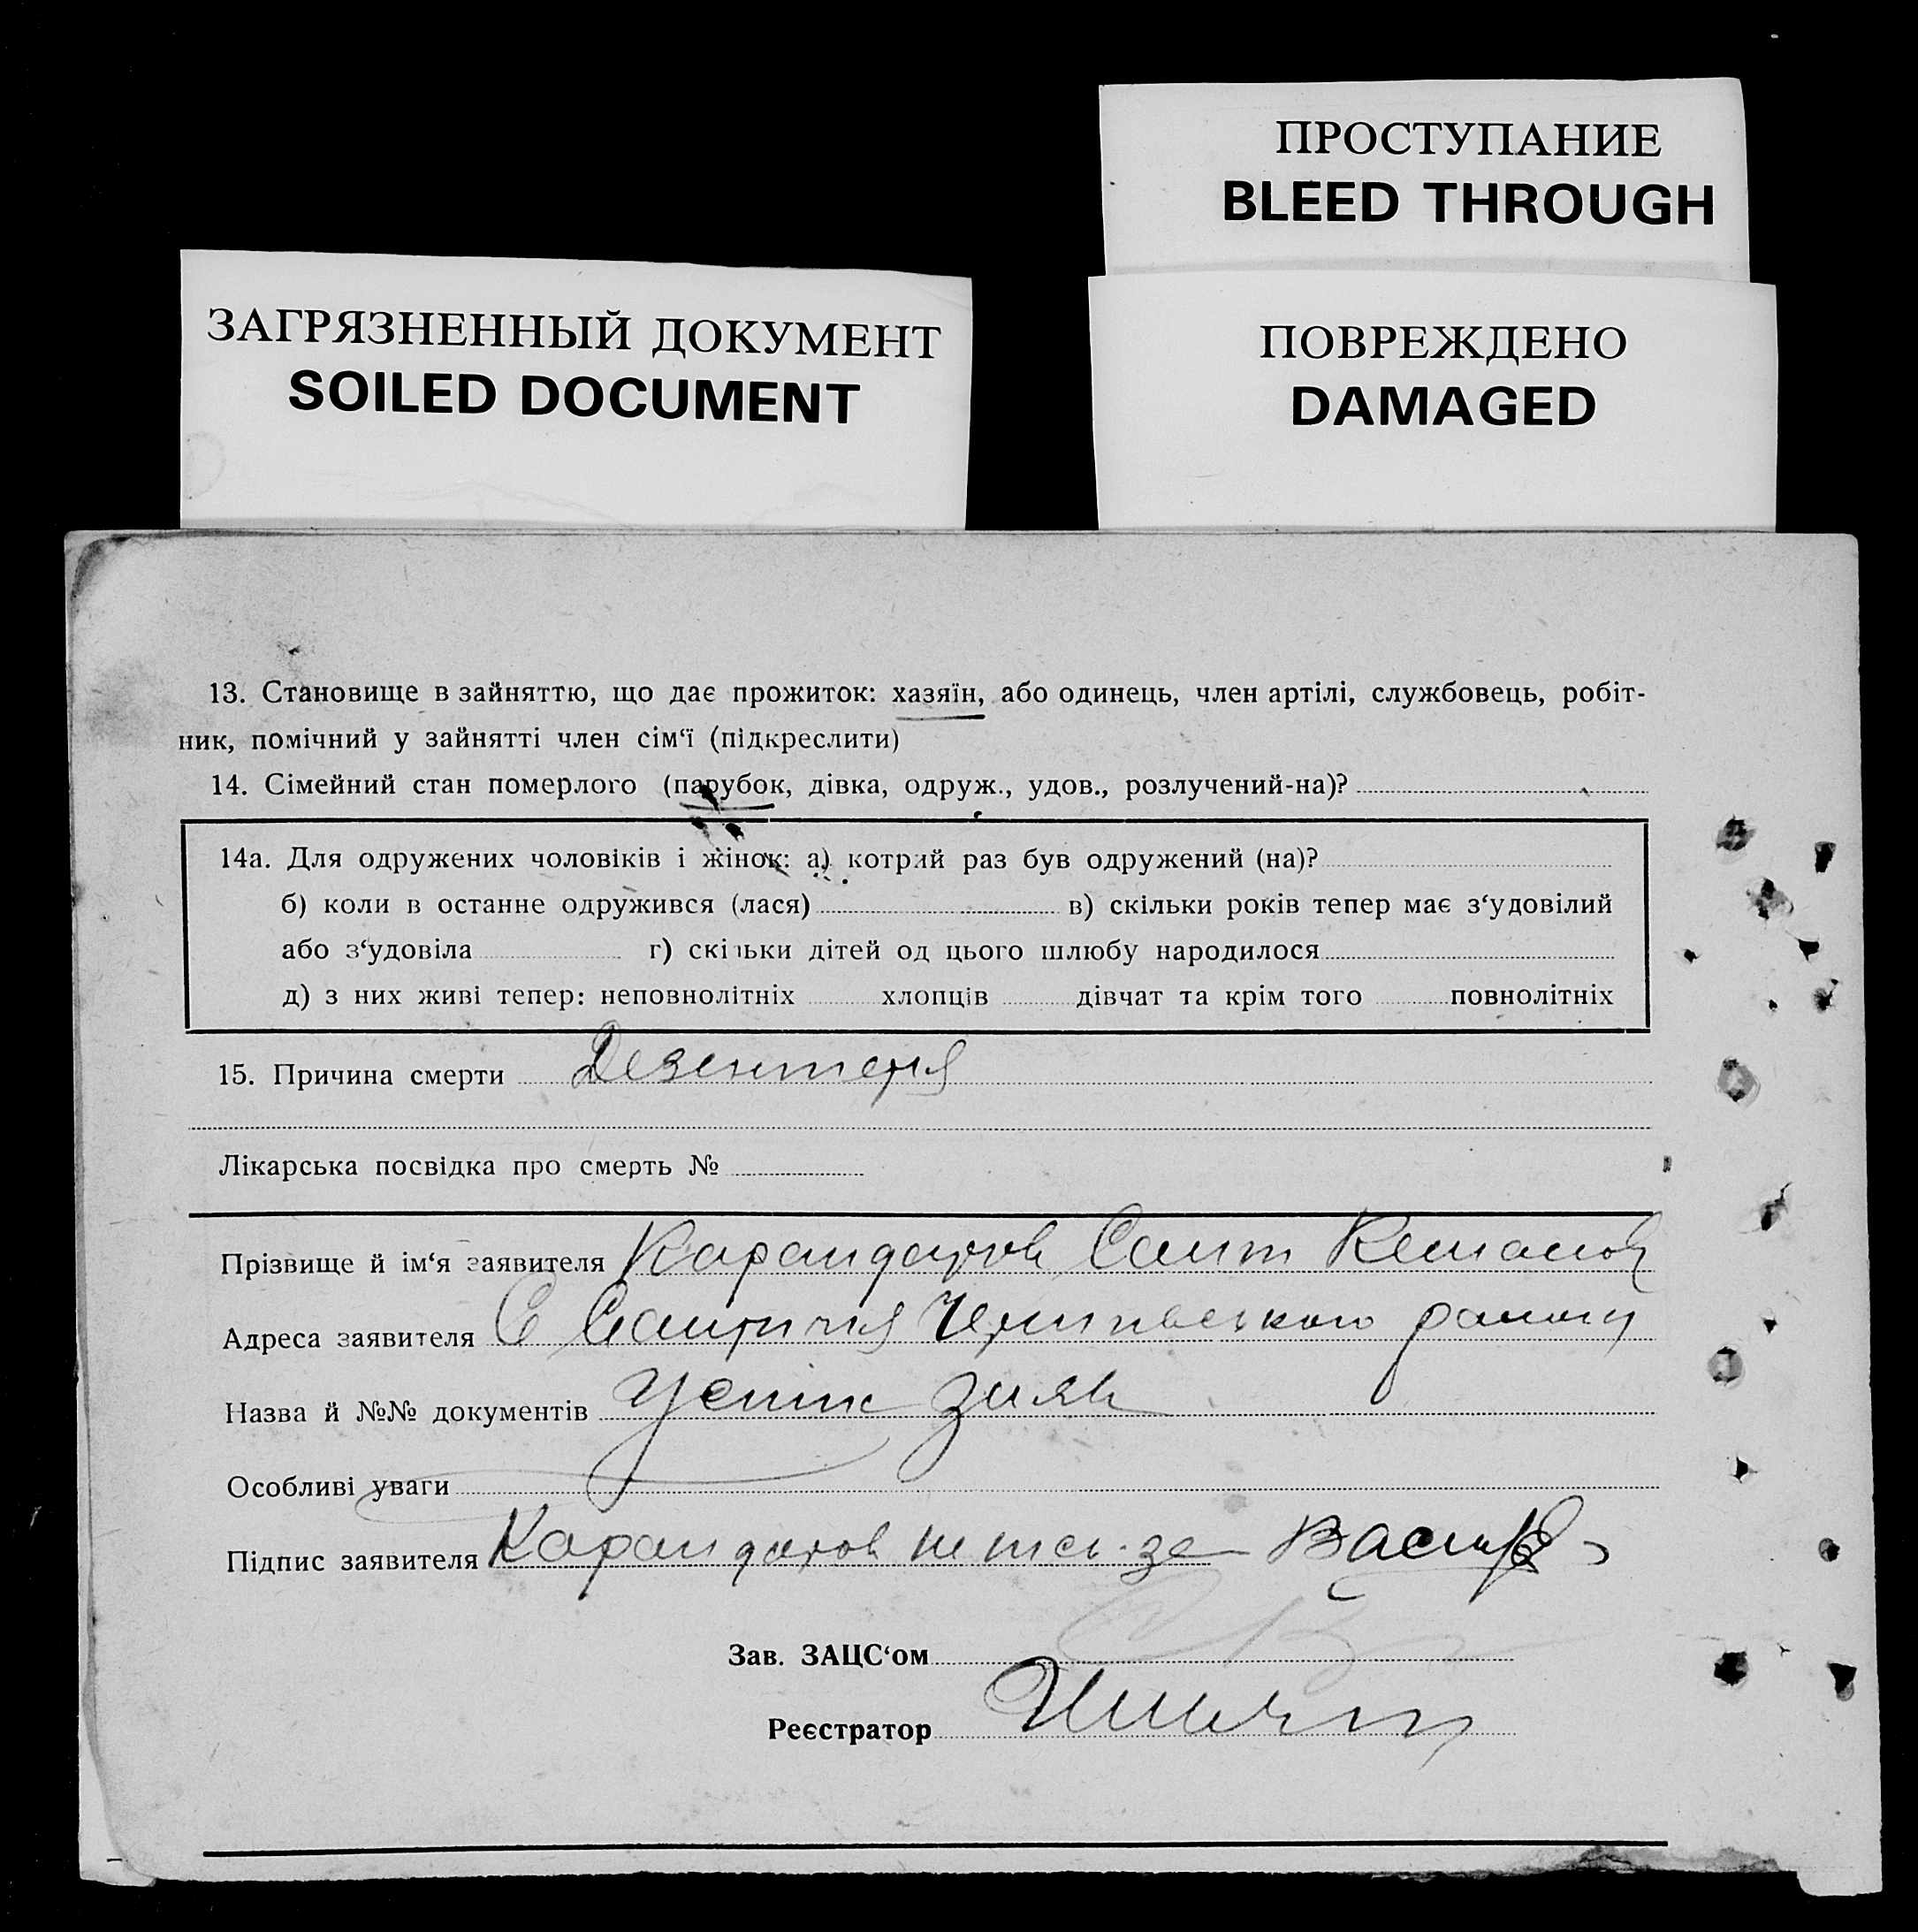 ПРОСТУПАНИЕ
BLEED THROUGH
ЗАГРЯЗНЕННЫЙ ДОКУМЕНТ
SOILED DOCUMENT
ПОВРЕЖДЕНО
DAMAGED
13. Становище в зайняттю, що дає прожиток: хазяїн, або одинець, член артілі, службовець, робіт-
ник, помічний у зайнятті член сім‘ї (підкреслити)
14. Сімейний стан померлого (парубок, дівка, одруж., удов., розлучений-на)?
14а. Для одружених чоловіків і жінок: а) котрий раз був одружений (на)?
б) коли в останне одружився (лася) в) скільки років тепер має з‘удовілий
або з‘удовіла г) скільки дітей од цього шлюбу народилося
д) з них живі тепер: неповнолітніх хлопців дівчат та крім того повнолітніх
15. Причина смерти Дезентерія
Лікарська посвідка про смерть №
Прізвище й ім‘я заявителя Сеит
Адреса заявителя С району
Назва й №№ документів
Особливі уваги
Підпис заявителя за
Зав. ЗАЦС‘ом
Реєстратор